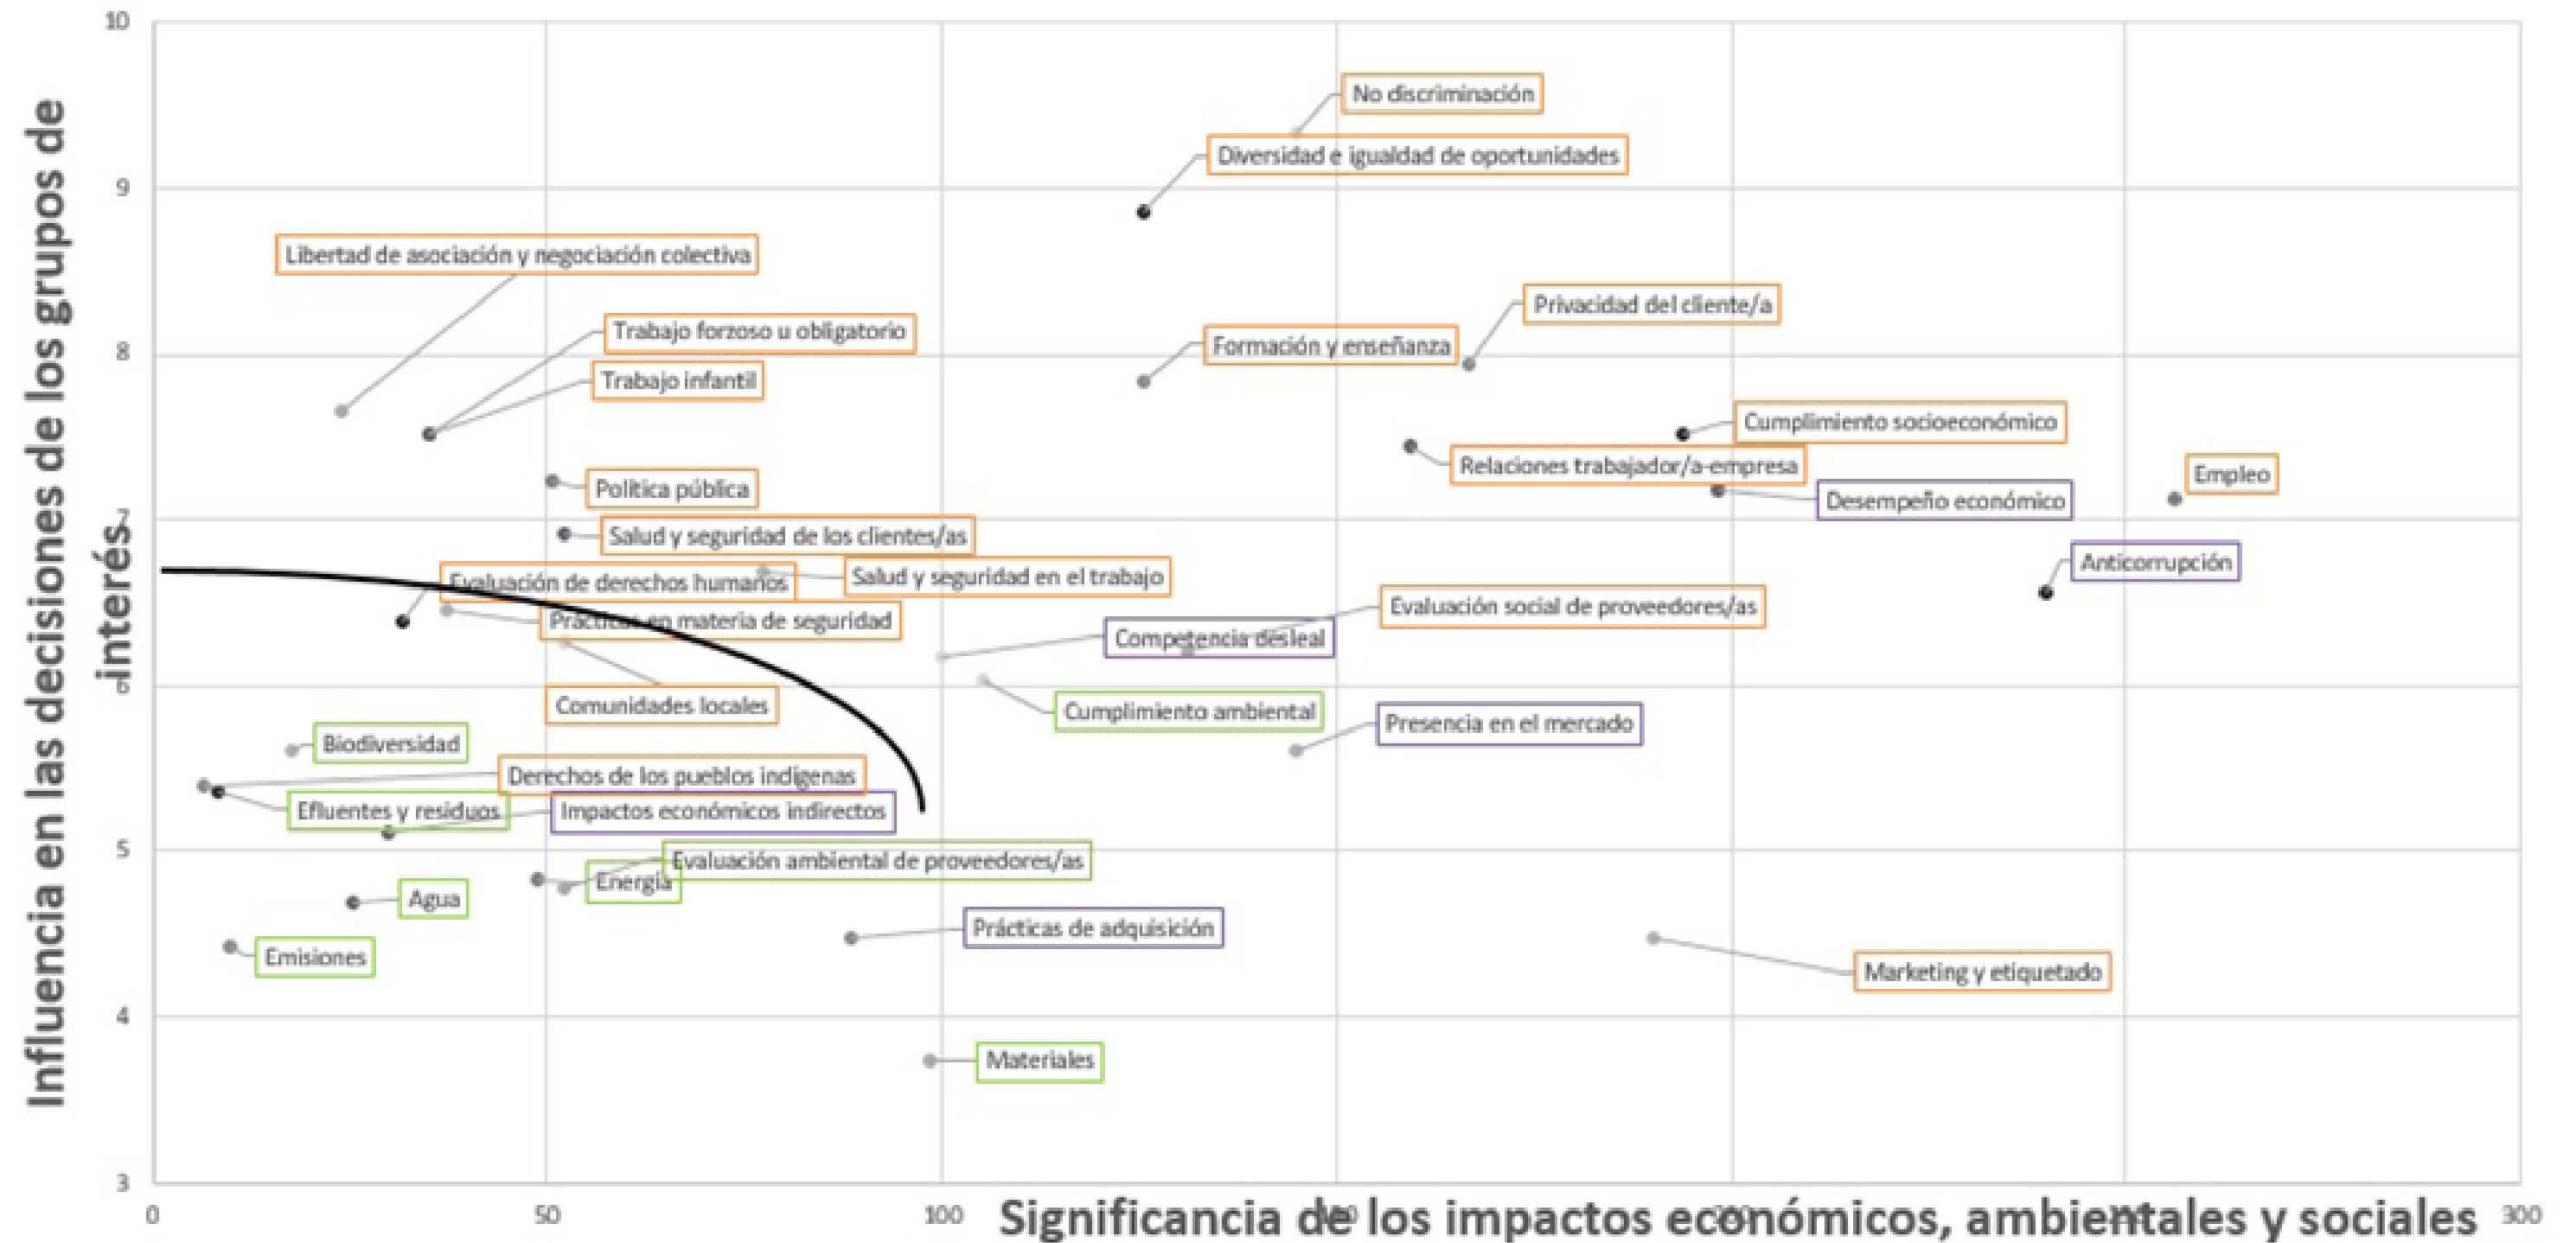 Influencia en las decisiones de los grupos de
interés
10
9
8
7
6
5
4
3
No discriminación
Diversidad e igualdad de oportunidades
Libertad de asociación y negociación colectiva
Privacidad del cliente/a
Trabajo forzoso u obligatorio
Formación y enseñanza
Trabajo infantil
Cumplimiento socioeconómico
Relaciones trabajador/a-empresa
Empleo
Política pública
Desempeño económico
Salud y seguridad de los clientes/as
Anticorrupción
Evaluación de derechos humanos
Salud y seguridad en el trabajo
Evaluación social de proveedores/as
Prácticas en materia de seguridad
Competencia desleal
Comunidades locales
Cumplimiento ambiental
Presencia en el mercado
Biodiversidad
Derechos de los pueblos indígenas
Efluentes y residuos
Impactos económicos indirectos
Evaluación ambiental de proveedores/as
Energía
Agua
Prácticas de adquisición
Emisiones
Marketing y etiquetado
Materiales
0
50
100
300
Significancia de los impactos económicos, ambientales y sociales